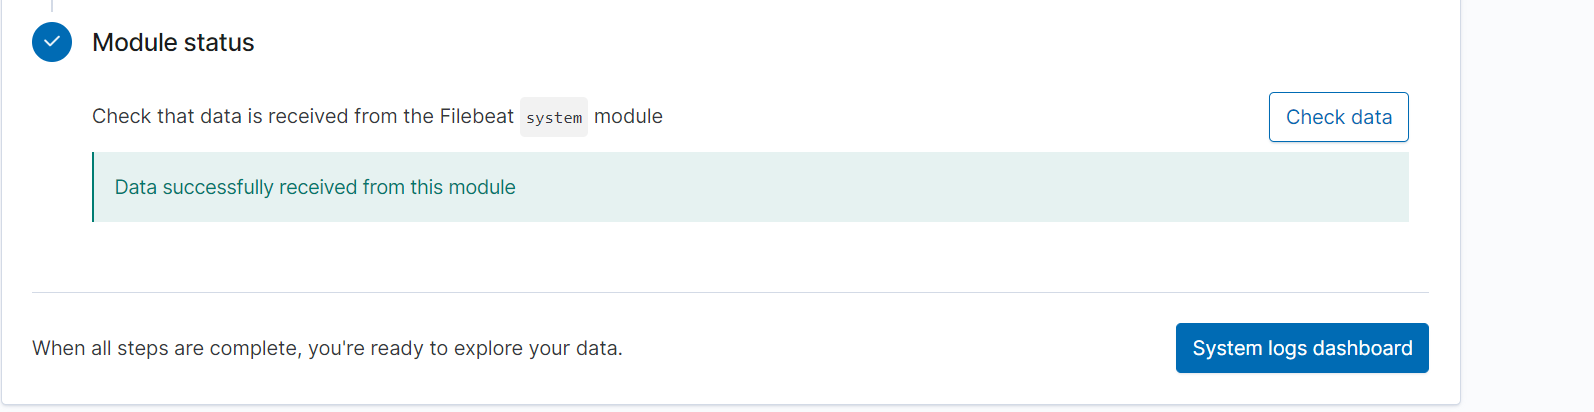 Module status
Check that data is received from the Filebeat system module
Check data
Data successfully received from this module
When all steps are complete, you're ready to explore your data.
System logs dashboard